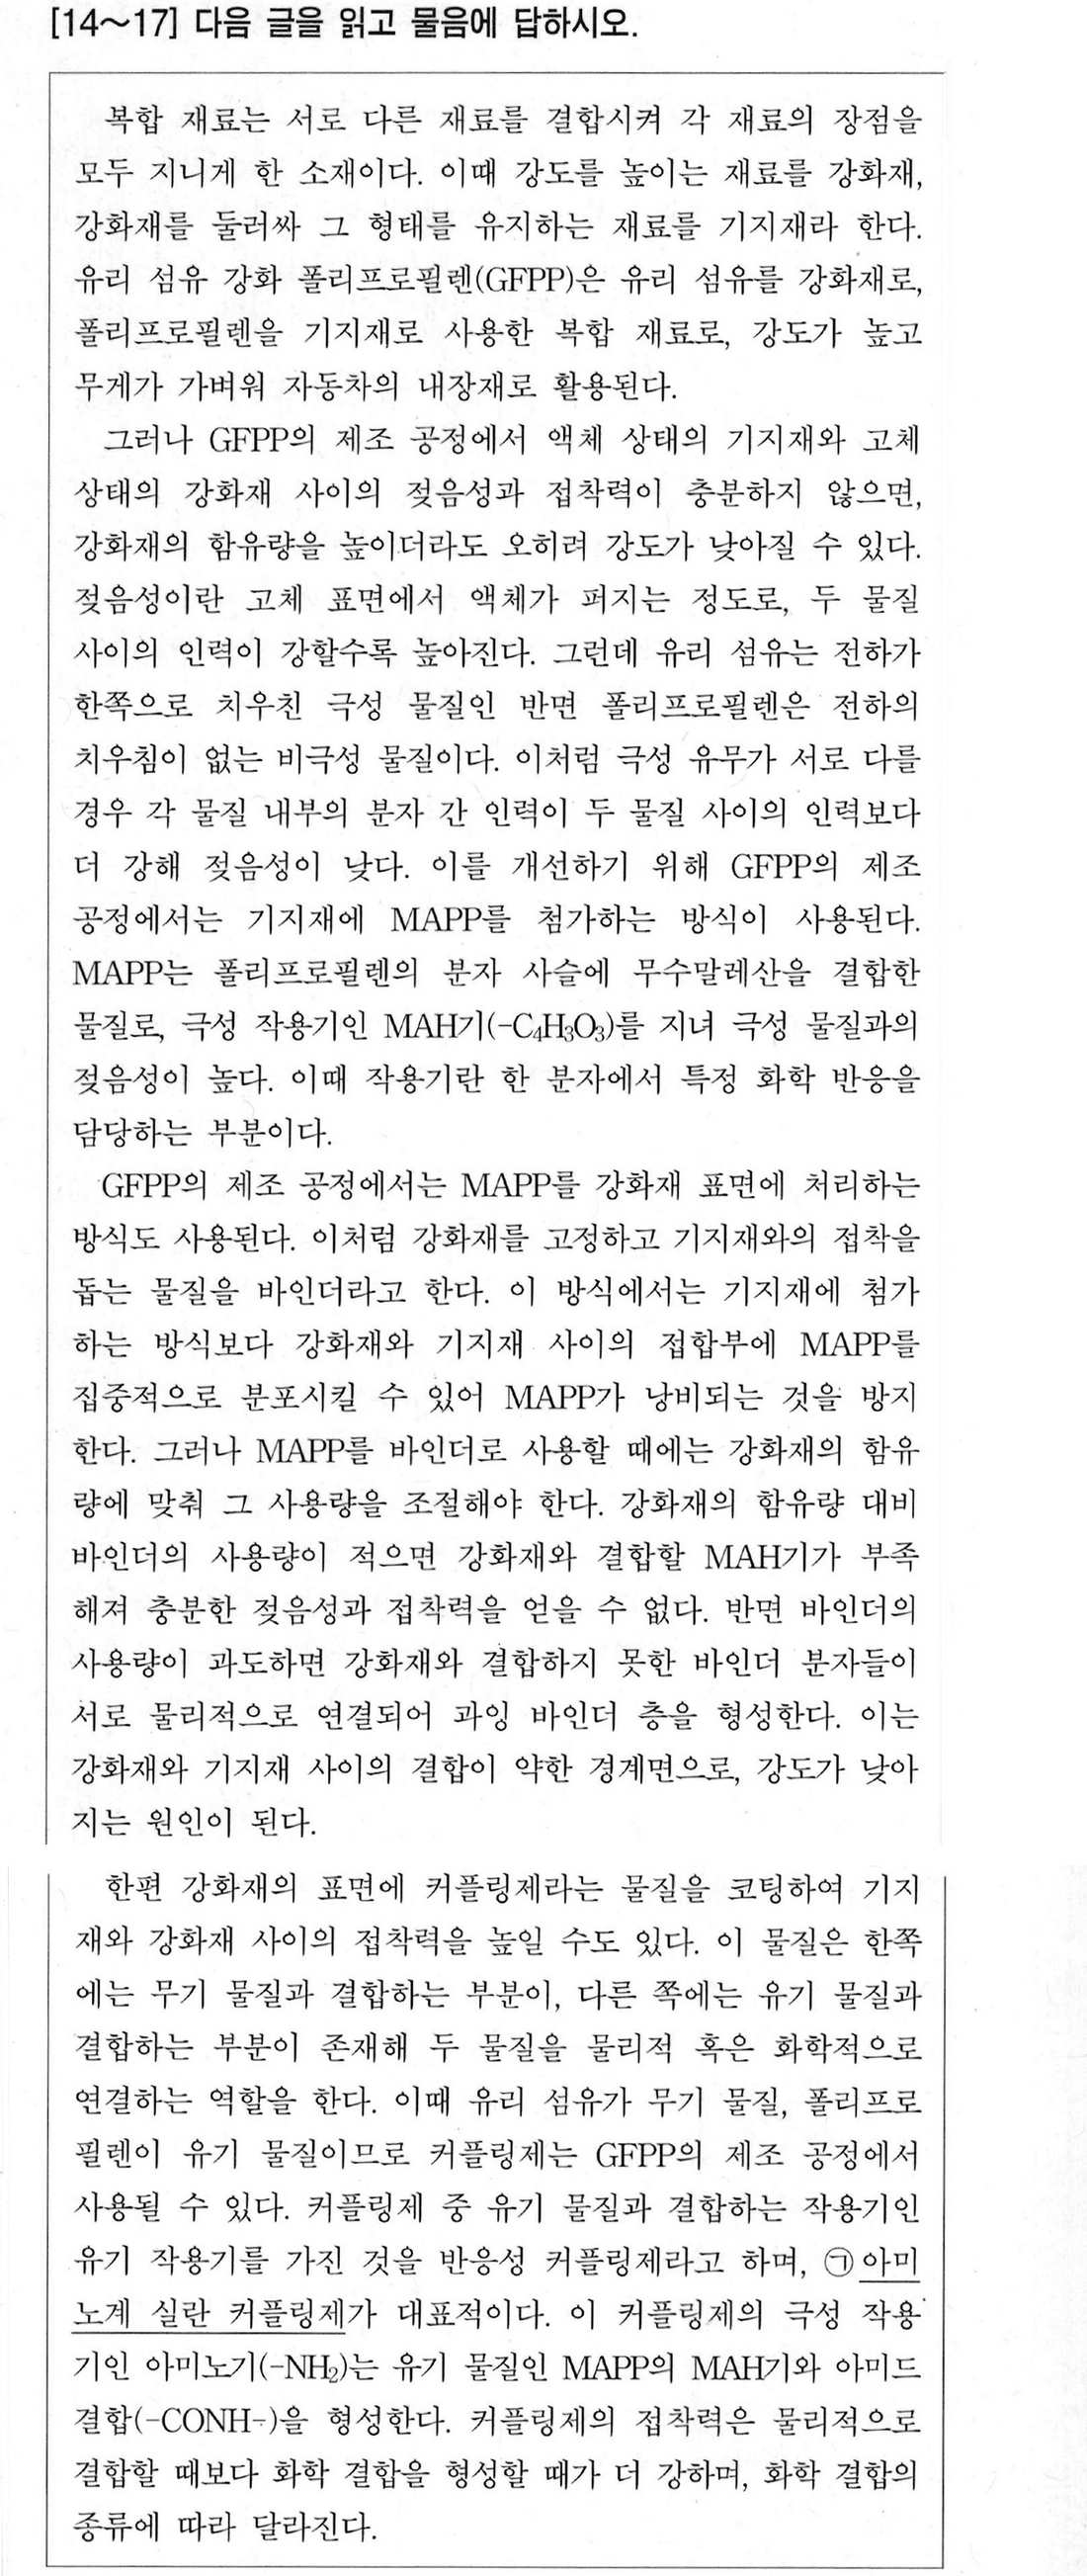 [14~17] 다음 글을 읽고 물음에 답하시오.
복합 재료는 서로 다른 재료를 결합시켜 각 재료의 장점을
모두 지니게 한 소재이다. 이때 강도를 높이는 재료를 강화재,
강화재를 둘러싸 그 형태를 유지하는 재료를 기지재라 한다.
유리 섬유 강화 폴리프로필렌(GFPP)은 유리 섬유를 강화재로,
폴리프로필렌을 기지재로 사용한 복합 재료로, 강도가 높고
무게가 가벼워 자동차의 내장재로 활용된다.
그러나 GFPP의 제조 공정에서 액체 상태의 기지재와 고체
상태의 강화재 사이의 젖음성과 접착력이 충분하지 않으면,
강화재의 함유량을 높이더라도 오히려 강도가 낮아질 수 있다.
젖음성이란 고체 표면에서 액체가 퍼지는 정도로, 두 물질
사이의 인력이 강할수록 높아진다. 그런데 유리 섬유는 전하가
한쪽으로 치우친 극성 물질인 반면 폴리프로필렌은 전하의
치우침이 없는 비극성 물질이다. 이처럼 극성 유무가 서로 다를
경우 각 물질 내부의 분자 간 인력이 두 물질 사이의 인력보다
더 강해 젖음성이 낮다. 이를 개선하기 위해 GFPP의 제조
공정에서는 기지재에 MAPP를 첨가하는 방식이 사용된다.
MAPP는 폴리프로필렌의 분자 사슬에 무수말레산을 결합한
물질로, 극성 작용기인 MAH기(-C₄H₃O₃)를 지녀 극성 물질과의
젖음성이 높다. 이때 작용기란 한 분자에서 특정 화학 반응을
담당하는 부분이다.
GFPP의 제조 공정에서는 MAPP를 강화재 표면에 처리하는
방식도 사용된다. 이처럼 강화재를 고정하고 기지재와의 접착을
돕는 물질을 바인더라고 한다. 이 방식에서는 기지재에 첨가
하는 방식보다 강화재와 기지재 사이의 접합부에 MAPP를
집중적으로 분포시킬 수 있어 MAPP가 낭비되는 것을 방지
한다. 그러나 MAPP를 바인더로 사용할 때에는 강화재의 함유
량에 맞춰 그 사용량을 조절해야 한다. 강화재의 함유량 대비
바인더의 사용량이 적으면 강화재와 결합할 MAH기가 부족
해져 충분한 젖음성과 접착력을 얻을 수 없다. 반면 바인더의
사용량이 과도하면 강화재와 결합하지 못한 바인더 분자들이
서로 물리적으로 연결되어 과잉 바인더 층을 형성한다. 이는
강화재와 기지재 사이의 결합이 약한 경계면으로, 강도가 낮아
지는 원인이 된다.
한편 강화재의 표면에 커플링제라는 물질을 코팅하여 기지
재와 강화재 사이의 접착력을 높일 수도 있다. 이 물질은 한쪽
에는 무기 물질과 결합하는 부분이, 다른 쪽에는 유기 물질과
결합하는 부분이 존재해 두 물질을 물리적 혹은 화학적으로
연결하는 역할을 한다. 이때 유리 섬유가 무기 물질, 폴리프로
필렌이 유기 물질이므로 커플링제는 GFPP의 제조 공정에서
사용될 수 있다. 커플링제 중 유기 물질과 결합하는 작용기인
유기 작용기를 가진 것을 반응성 커플링제라고 하며, ㉠아미
노계 실란 커플링제가 대표적이다. 이 커플링제의 극성 작용
기인 아미노기(-NH₂)는 유기 물질인 MAPP의 MAH기와 아미드
결합(-CONH-)을 형성한다. 커플링제의 접착력은 물리적으로
결합할 때보다 화학 결합을 형성할 때가 더 강하며, 화학 결합의
종류에 따라 달라진다.